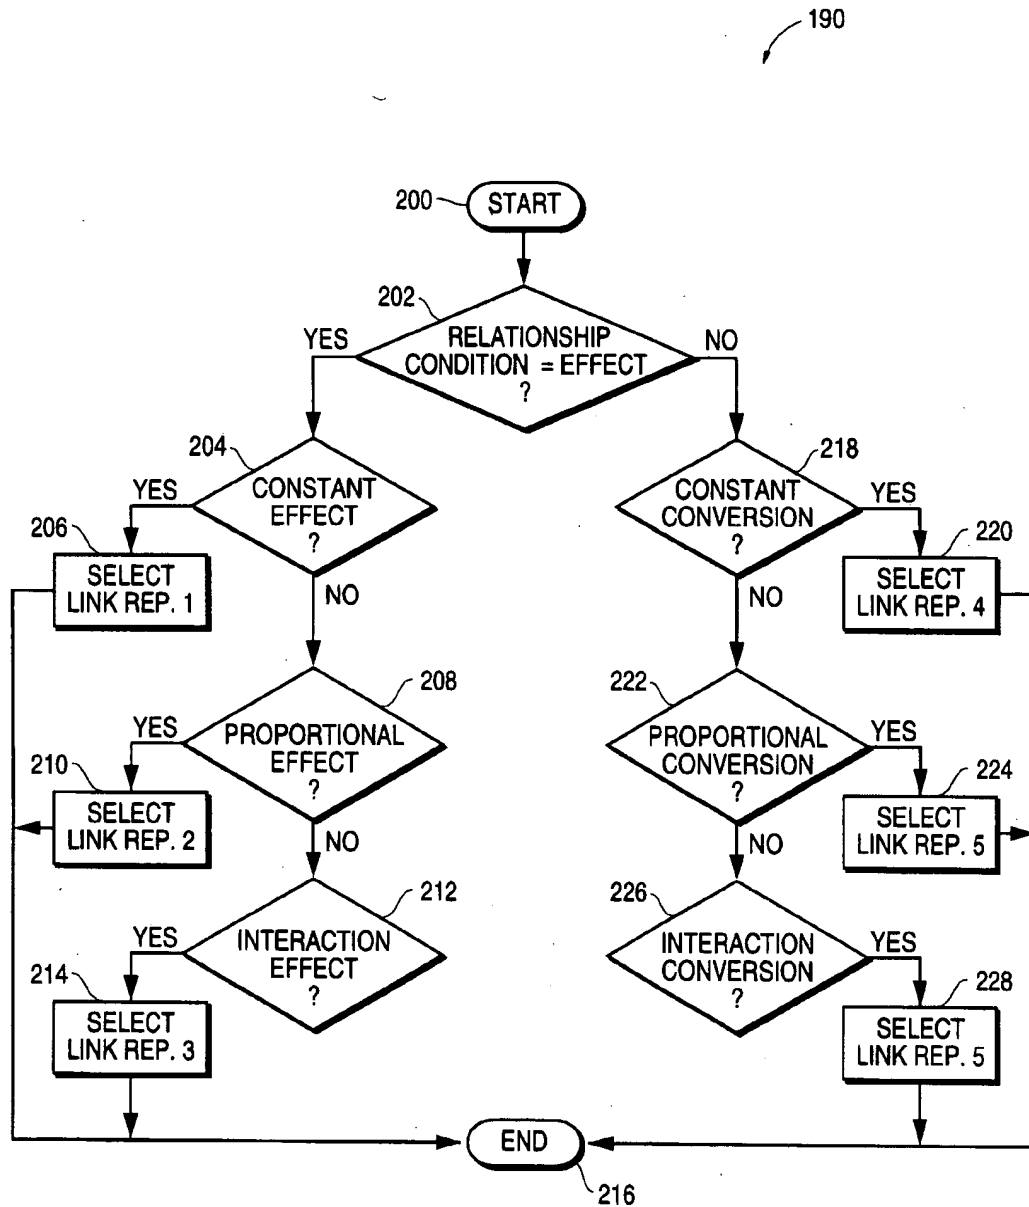 190
200
START
202
YES
RELATIONSHIP
CONDITION = EFFECT
?
NO
204
YES
CONSTANT
EFFECT
?
NO
206
SELECT
LINK REP. 1
218
CONSTANT
CONVERSION
?
YES
NO
220
SELECT
LINK REP. 4
208
YES
PROPORTIONAL
EFFECT
?
NO
210
SELECT
LINK REP. 2
222
PROPORTIONAL
CONVERSION
?
YES
NO
224
SELECT
LINK REP. 5
212
YES
INTERACTION
EFFECT
?
214
SELECT
LINK REP. 3
226
INTERACTION
CONVERSION
?
YES
228
SELECT
LINK REP. 5
END
216